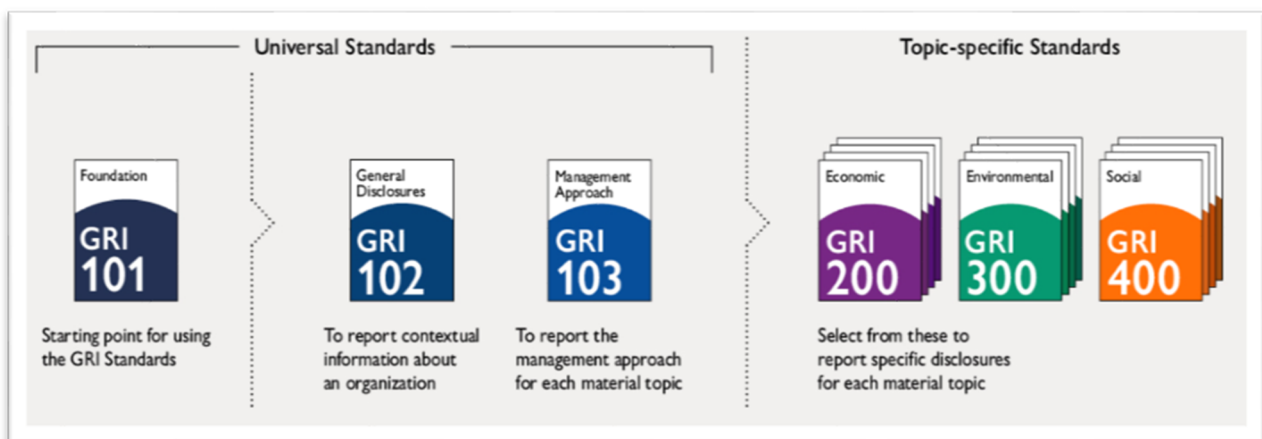 Universal Standards
Topic-specific Standards
Foundation
GRI
101
Starting point for using
the GRI Standards
General
Disclosures
GRI
102
To report contextual
information about
an organization
Management
Approach
GRI
103
To report the
management approach
for each material topic
Economic
GRI
200
Environmental
GRI
300
Social
GRI
400
Select from these to
report specific disclosures
for each material topic